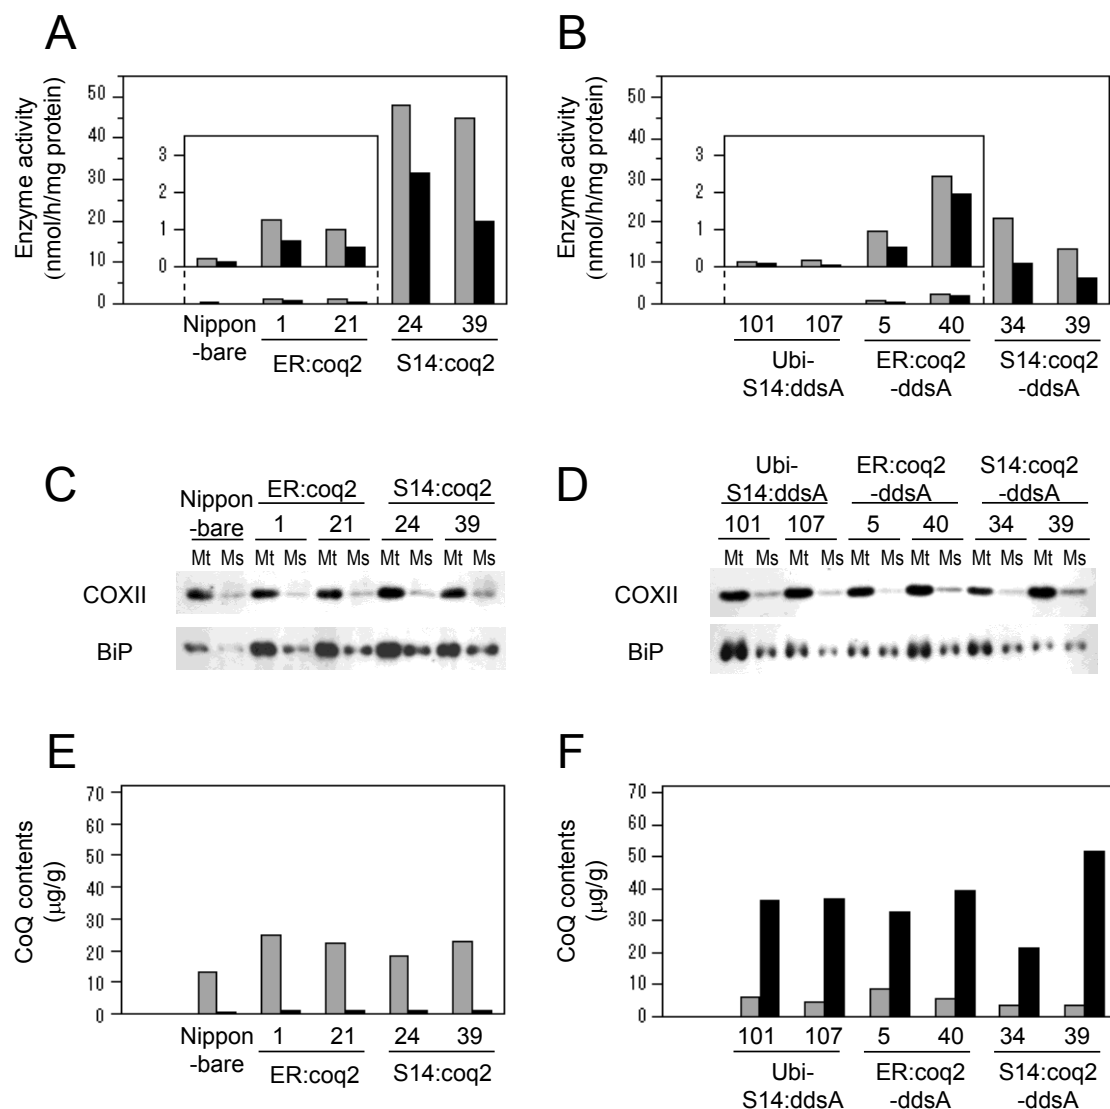 A
Enzyme activity
(nmol/h/mg protein)
50
40
30
20
10
0
3
2
1
0
Nippon
-bare
1 21
ER:coq2
24 39
S14:coq2
B
Enzyme activity
(nmol/h/mg protein)
50
40
30
20
10
0
3
2
1
0
101 107
Ubi-
S14:ddsA
5 40
ER:coq2
-ddsA
34 39
S14:coq2
-ddsA
C
Nippon
-bare
ER:coq2
S14:coq2
1 21 24 39
Mt Ms Mt Ms Mt Ms Mt Ms Mt Ms
COXII
BiP
D
Ubi-
S14:ddsA
ER:coq2
-ddsA
S14:coq2
-ddsA
101 107 5 40 34 39
Mt Ms Mt Ms Mt Ms Mt Ms Mt Ms Mt Ms
COXII
BiP
E
CoQ contents
(μg/g)
70
60
50
40
30
20
10
0
Nippon
-bare
1 21
ER:coq2
24 39
S14:coq2
F
CoQ contents
(μg/g)
70
60
50
40
30
20
10
0
101 107
Ubi-
S14:ddsA
5 40
ER:coq2
-ddsA
34 39
S14:coq2
-ddsA